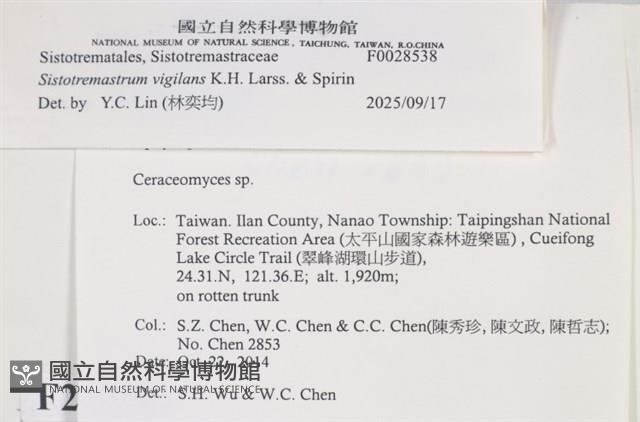 國立自然科學博物館
NATIONAL MUSEUM OF NATURAL SCIENCE, TAICHUNG, TAIWAN, R.O.CHINA
Sistotrematales, Sistotremastraceae F0028538
Sistotremastrum vigilans K.H. Larss. & Spirin
Det. by Y.C. Lin (林奕均) 2025/09/17
Ceraceomyces sp.
Loc.: Taiwan. Ilan County, Nanao Township: Taipingshan National
Forest Recreation Area (太平山國家森林遊樂區) , Cueifong
Lake Circle Trail (翠峰湖環山步道),
24.31.N, 121.36.E; alt. 1,920m;
on rotten trunk
Col.: S.Z. Chen, W.C. Chen & C.C. Chen(陳秀珍, 陳文政, 陳哲志);
No. Chen 2853
Date: Oct. 22, 2014
國立自然科學博物館
NATIONAL MUSEUM OF NATURAL SCIENCE
Det.: S.H. Wu & W.C. Chen
F2